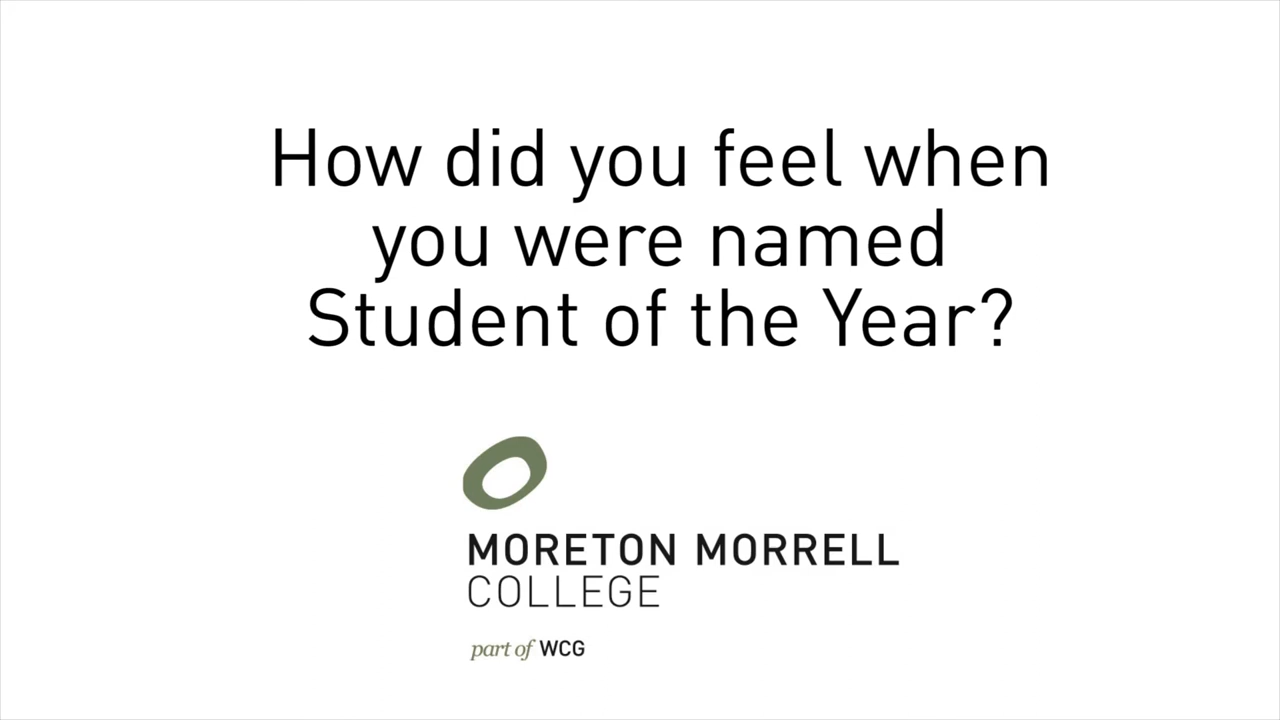 How did you feel when
you were named
Student of the Year?
MORETON MORRELL
COLLEGE
part of WCG